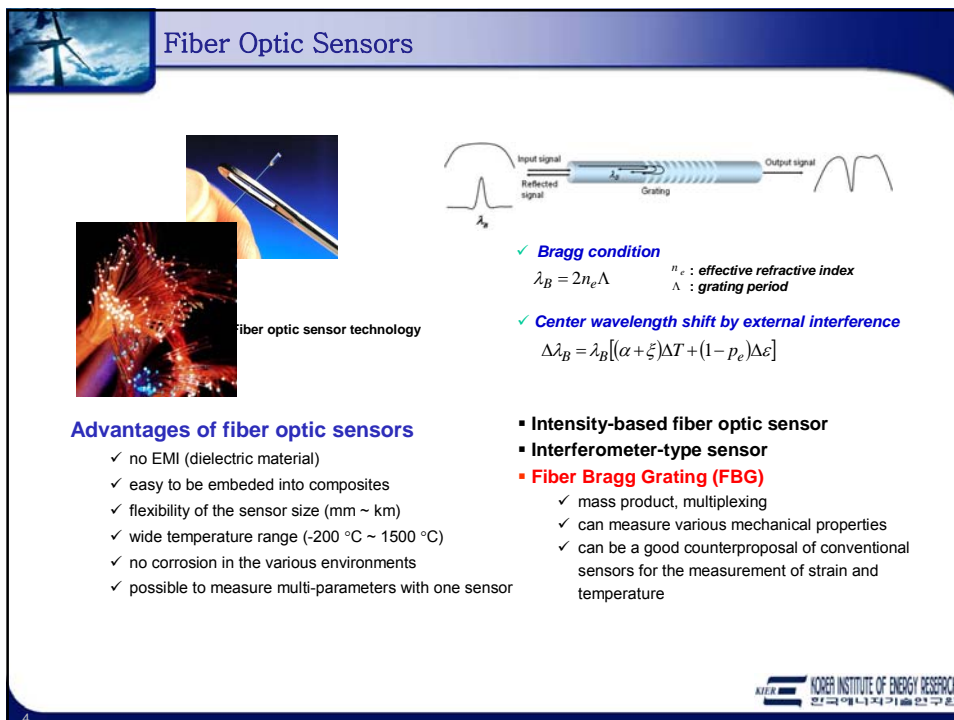 Fiber Optic Sensors
Input signal
Reflected
signal
λB
λB
Grating
Output signal
✓ Bragg condition
λB = 2neΛ
ne : effective refractive index
Λ : grating period
✓ Center wavelength shift by external interference
ΔλB = λB[(α + ξ)ΔT + (1 − pe)Δε]
Fiber optic sensor technology
Advantages of fiber optic sensors
✓ no EMI (dielectric material)
✓ easy to be embeded into composites
✓ flexibility of the sensor size (mm ~ km)
✓ wide temperature range (-200 °C ~ 1500 °C)
✓ no corrosion in the various environments
✓ possible to measure multi-parameters with one sensor
▪ Intensity-based fiber optic sensor
▪ Interferometer-type sensor
▪ Fiber Bragg Grating (FBG)
✓ mass product, multiplexing
✓ can measure various mechanical properties
✓ can be a good counterproposal of conventional
sensors for the measurement of strain and
temperature
KIER
KOREA INSTITUTE OF ENERGY RESEARCH
한국에너지기술연구원
4